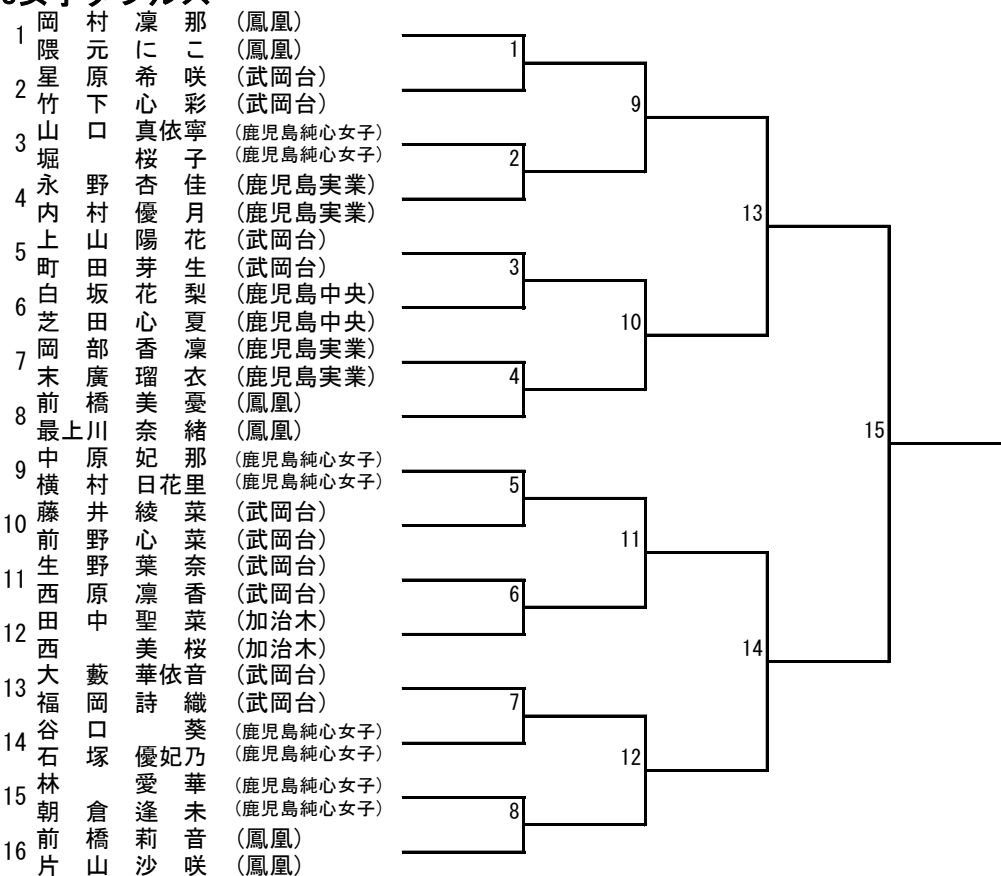 女子ダブルス
1 岡村凜那 (鳳凰)
隈元にこ (鳳凰)
2 星原希咲 (武岡台)
竹下心彩 (武岡台)
3 山口真依寧 (鹿児島純心女子)
堀桜子 (鹿児島純心女子)
4 永野杏佳 (鹿児島実業)
内村優月 (鹿児島実業)
5 上山陽花 (武岡台)
町田芽生 (武岡台)
6 白坂花梨 (鹿児島中央)
芝田心夏 (鹿児島中央)
7 岡部香凜 (鹿児島実業)
末廣瑠衣 (鹿児島実業)
8 前橋美憂 (鳳凰)
最上川奈緒 (鳳凰)
9 中原妃那 (鹿児島純心女子)
横村日花里 (鹿児島純心女子)
10 藤井綾菜 (武岡台)
前野心菜 (武岡台)
11 生野葉奈 (武岡台)
西原凛香 (武岡台)
12 田中聖菜 (加治木)
西美桜 (加治木)
13 大藪華依音 (武岡台)
福岡詩織 (武岡台)
14 谷口葵 (鹿児島純心女子)
石塚優妃乃 (鹿児島純心女子)
15 林愛華 (鹿児島純心女子)
朝倉逢未 (鹿児島純心女子)
16 前橋莉音 (鳳凰)
片山沙咲 (鳳凰)
1
2
3
4
5
6
7
8
9
10
11
12
13
14
15